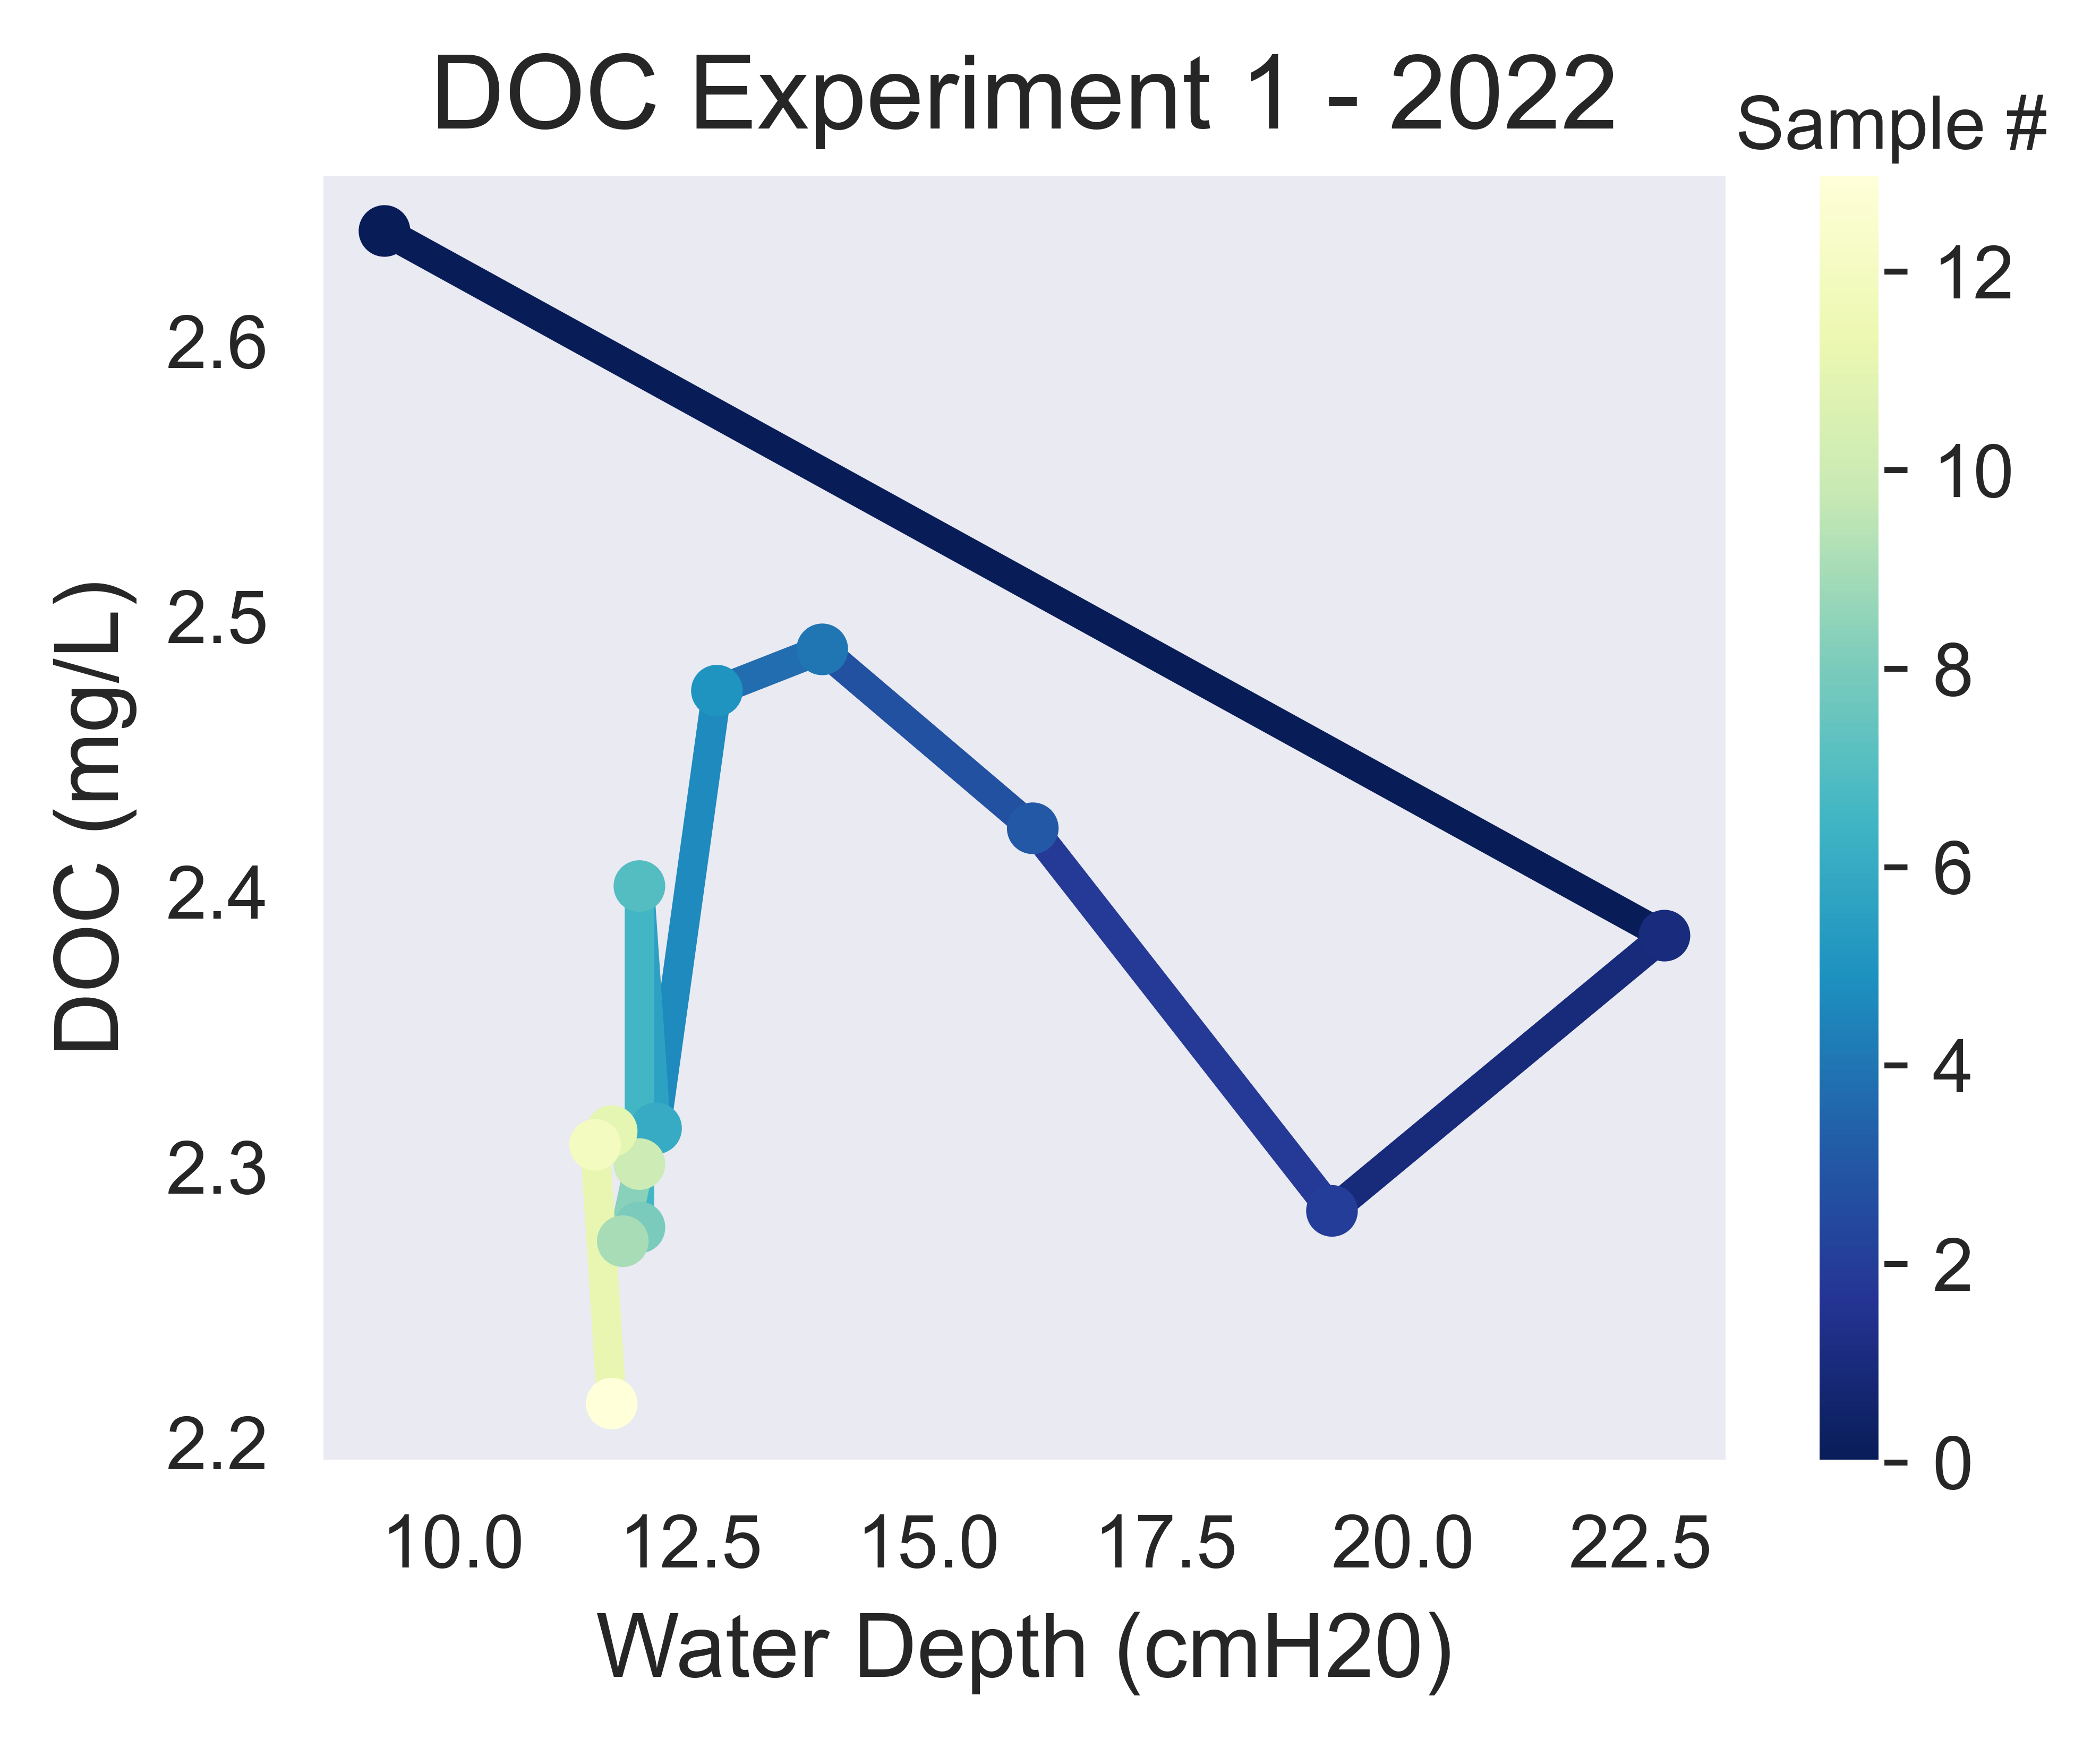 DOC Experiment 1 - 2022
Sample #
12
10
8
6
4
2
0
DOC (mg/L)
2.6
2.5
2.4
2.3
2.2
10.0 12.5 15.0 17.5 20.0 22.5
Water Depth (cmH20)